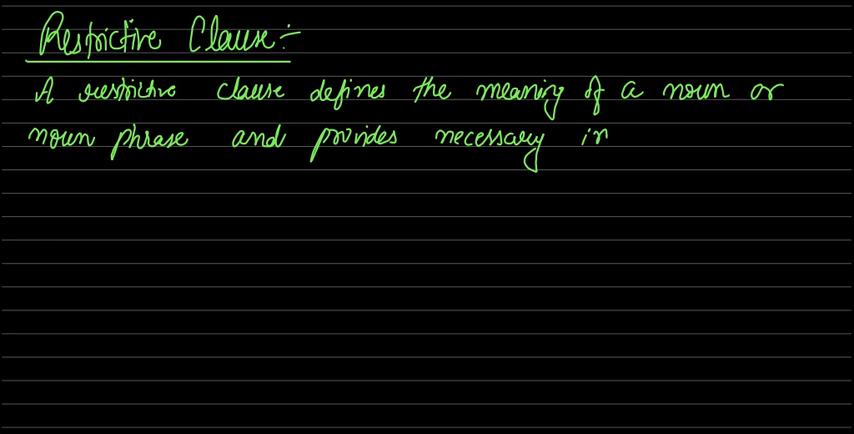 Restrictive Clause:-
A restrictive clause defines the meaning of a noun or
noun phrase and provides necessary in